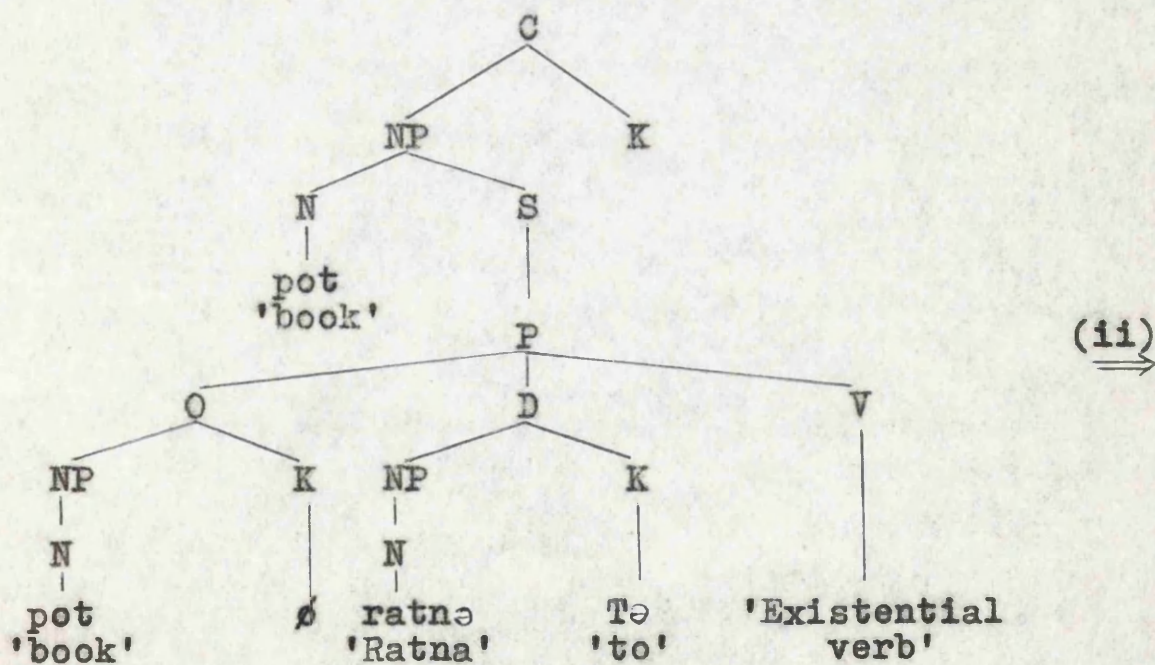 C
NP K
N S
pot
'book'
P
(ii)
O D V
NP K NP K
N N
pot ø ratnə Tə 'Existential
'book' 'Ratna' 'to' verb'